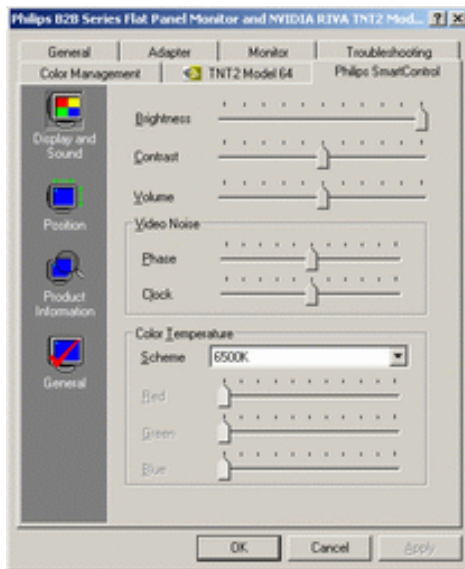 Philips B2B Series Flat Panel Monitor and NVIDIA RIVA TNT2 Mod...
General Adapter Monitor Troubleshooting
Color Management TNT2 Model 64 Philips SmartControl
Display and
Sound
Position
Product
Information
General
Brightness
Contrast
Volume
Video Noise
Phase
Clock
Color Temperature
Scheme 6500K
Red
Green
Blue
OK Cancel Apply